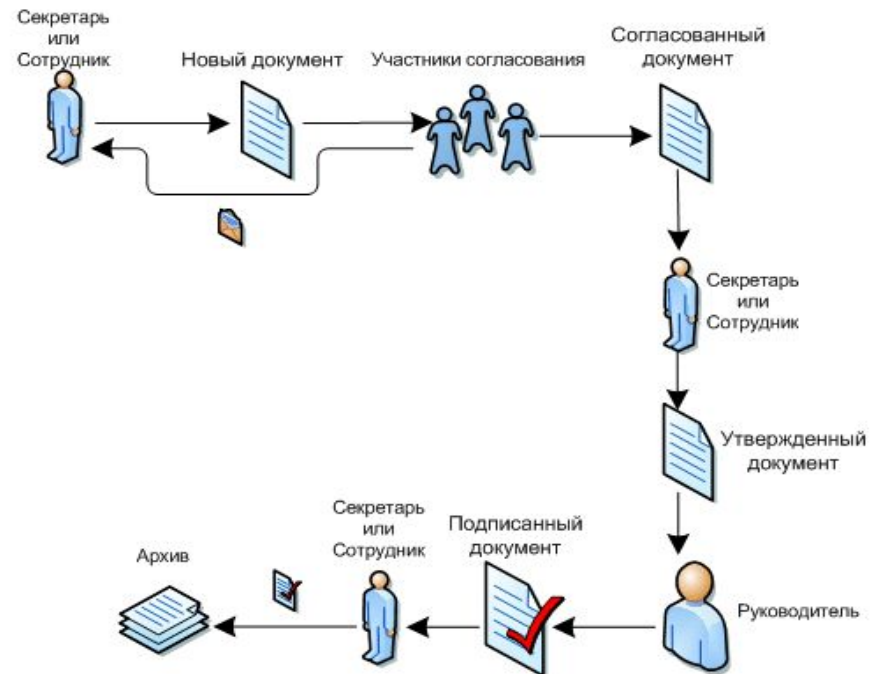 Секретарь
или
Сотрудник
Новый документ
Участники согласования
Согласованный
документ
Секретарь
или
Сотрудник
Утвержденный
документ
Руководитель
Подписанный
документ
Секретарь
или
Сотрудник
Архив